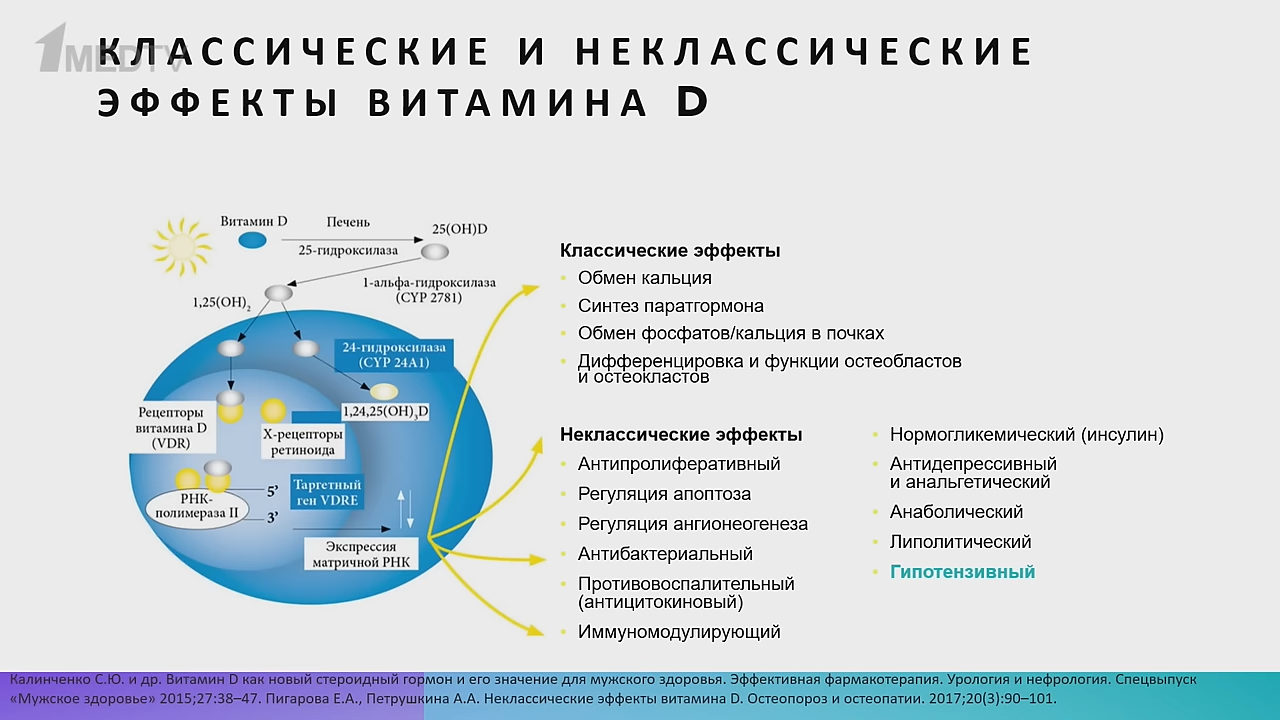 1MEDTV
КЛАССИЧЕСКИЕ И НЕКЛАССИЧЕСКИЕ
ЭФФЕКТЫ ВИТАМИНА D
Витамин D
Печень
25-гидроксилаза
25(OH)D
1-альфа-гидроксилаза
(CYP 2781)
1,25(OH)2
24-гидроксилаза
(CYP 24A1)
1,24,25(OH)3D
Рецепторы
витамина D
(VDR)
Х-рецепторы
ретиноида
РНК-
полимераза II
5’
3’
Таргетный
ген VDRE
Экспрессия
матричной РНК
Классические эффекты
• Обмен кальция
• Синтез паратгормона
• Обмен фосфатов/кальция в почках
• Дифференцировка и функции остеобластов
и остеокластов
Неклассические эффекты
• Антипролиферативный
• Регуляция апоптоза
• Регуляция ангионеогенеза
• Антибактериальный
• Противовоспалительный
(антицитокиновый)
• Иммуномодулирующий
• Нормогликемический (инсулин)
• Антидепрессивный
и анальгетический
• Анаболический
• Липолитический
• Гипотензивный
Калинченко С.Ю. и др. Витамин D как новый стероидный гормон и его значение для мужского здоровья. Эффективная фармакотерапия. Урология и нефрология. Спецвыпуск
«Мужское здоровье» 2015;27:38–47. Пигарова Е.А., Петрушкина А.А. Неклассические эффекты витамина D. Остеопороз и остеопатии. 2017;20(3):90–101.